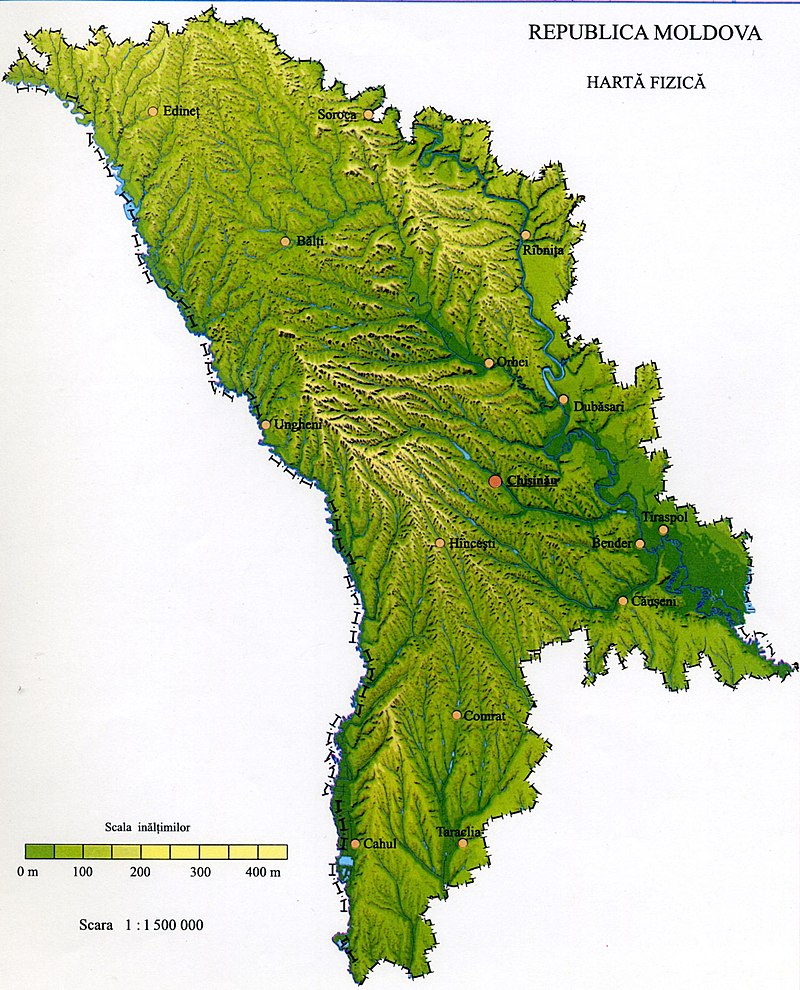 REPUBLICA MOLDOVA
HARTĂ FIZICĂ
Edineț
Soroca
Bălți
Rîbnița
Orhei
Dubăsari
Ungheni
Chișinău
Tiraspol
Hîncești
Bender
Căușeni
Comrat
Taraclia
Cahul
Scala inălțimilor
0 m 100 200 300 400 m
Scara 1 : 1 500 000